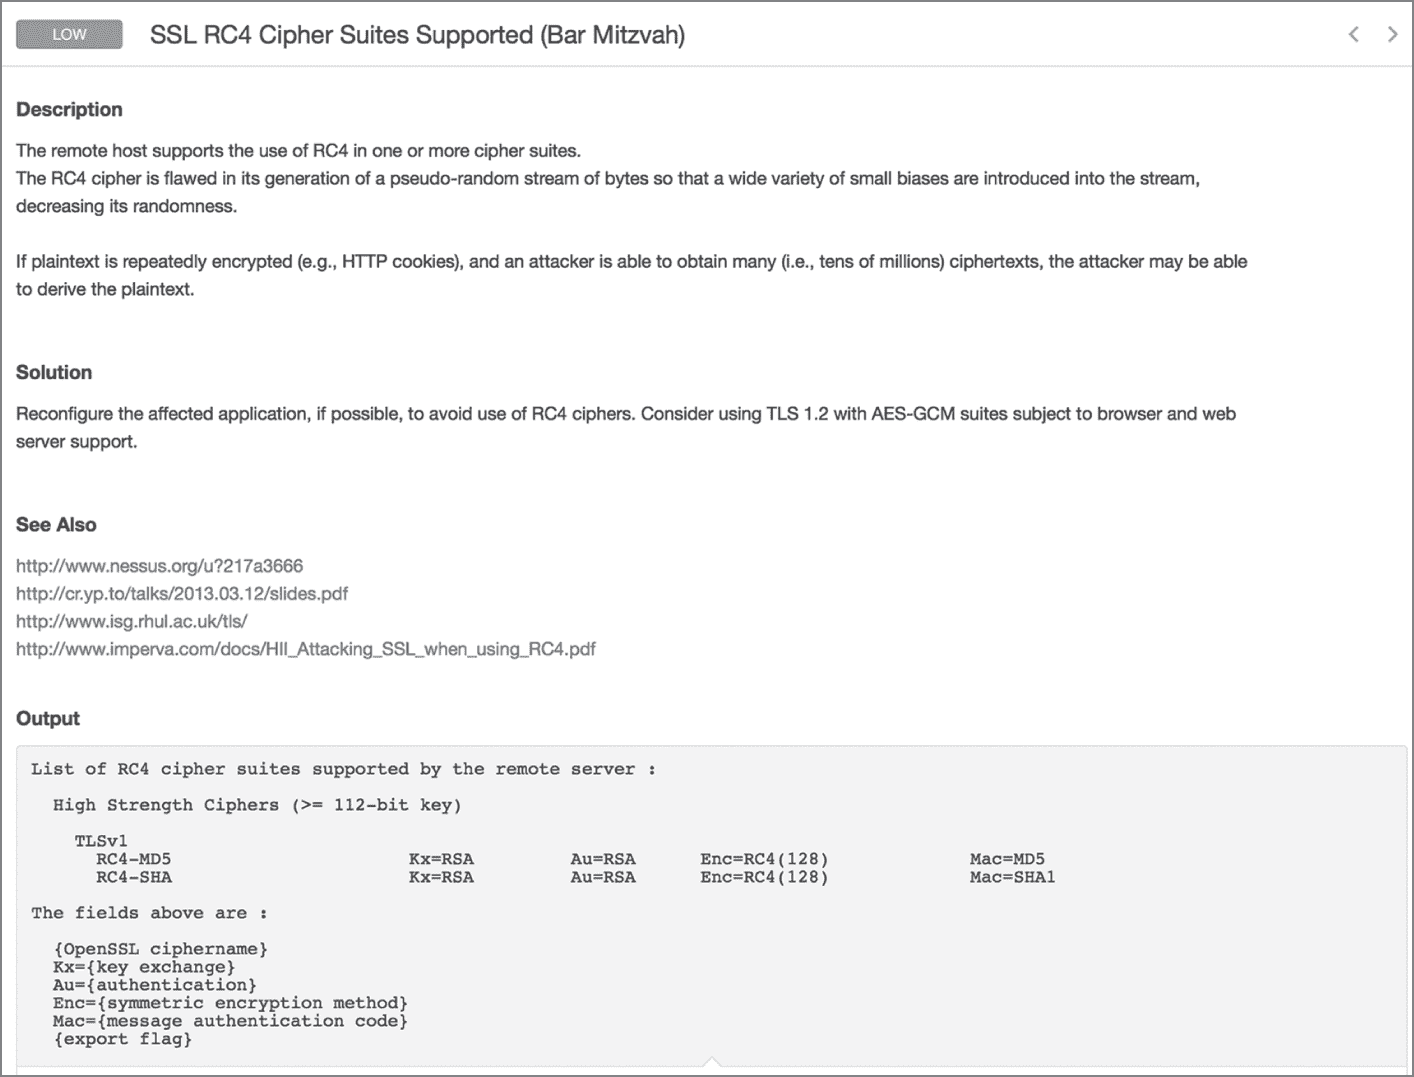 LOW
SSL RC4 Cipher Suites Supported (Bar Mitzvah)
Description
The remote host supports the use of RC4 in one or more cipher suites.
The RC4 cipher is flawed in its generation of a pseudo-random stream of bytes so that a wide variety of small biases are introduced into the stream,
decreasing its randomness.
If plaintext is repeatedly encrypted (e.g., HTTP cookies), and an attacker is able to obtain many (i.e., tens of millions) ciphertexts, the attacker may be able
to derive the plaintext.
Solution
Reconfigure the affected application, if possible, to avoid use of RC4 ciphers. Consider using TLS 1.2 with AES-GCM suites subject to browser and web
server support.
See Also
http://www.nessus.org/u?217a3666
http://cr.yp.to/talks/2013.03.12/slides.pdf
http://www.isg.rhul.ac.uk/tls/
http://www.imperva.com/docs/HII_Attacking_SSL_when_using_RC4.pdf
Output
List of RC4 cipher suites supported by the remote server :
High Strength Ciphers (>= 112-bit key)
TLSv1
RC4-MD5 Kx=RSA Au=RSA Enc=RC4(128) Mac=MD5
RC4-SHA Kx=RSA Au=RSA Enc=RC4(128) Mac=SHA1
The fields above are :
{OpenSSL ciphername}
Kx={key exchange}
Au={authentication}
Enc={symmetric encryption method}
Mac={message authentication code}
{export flag}